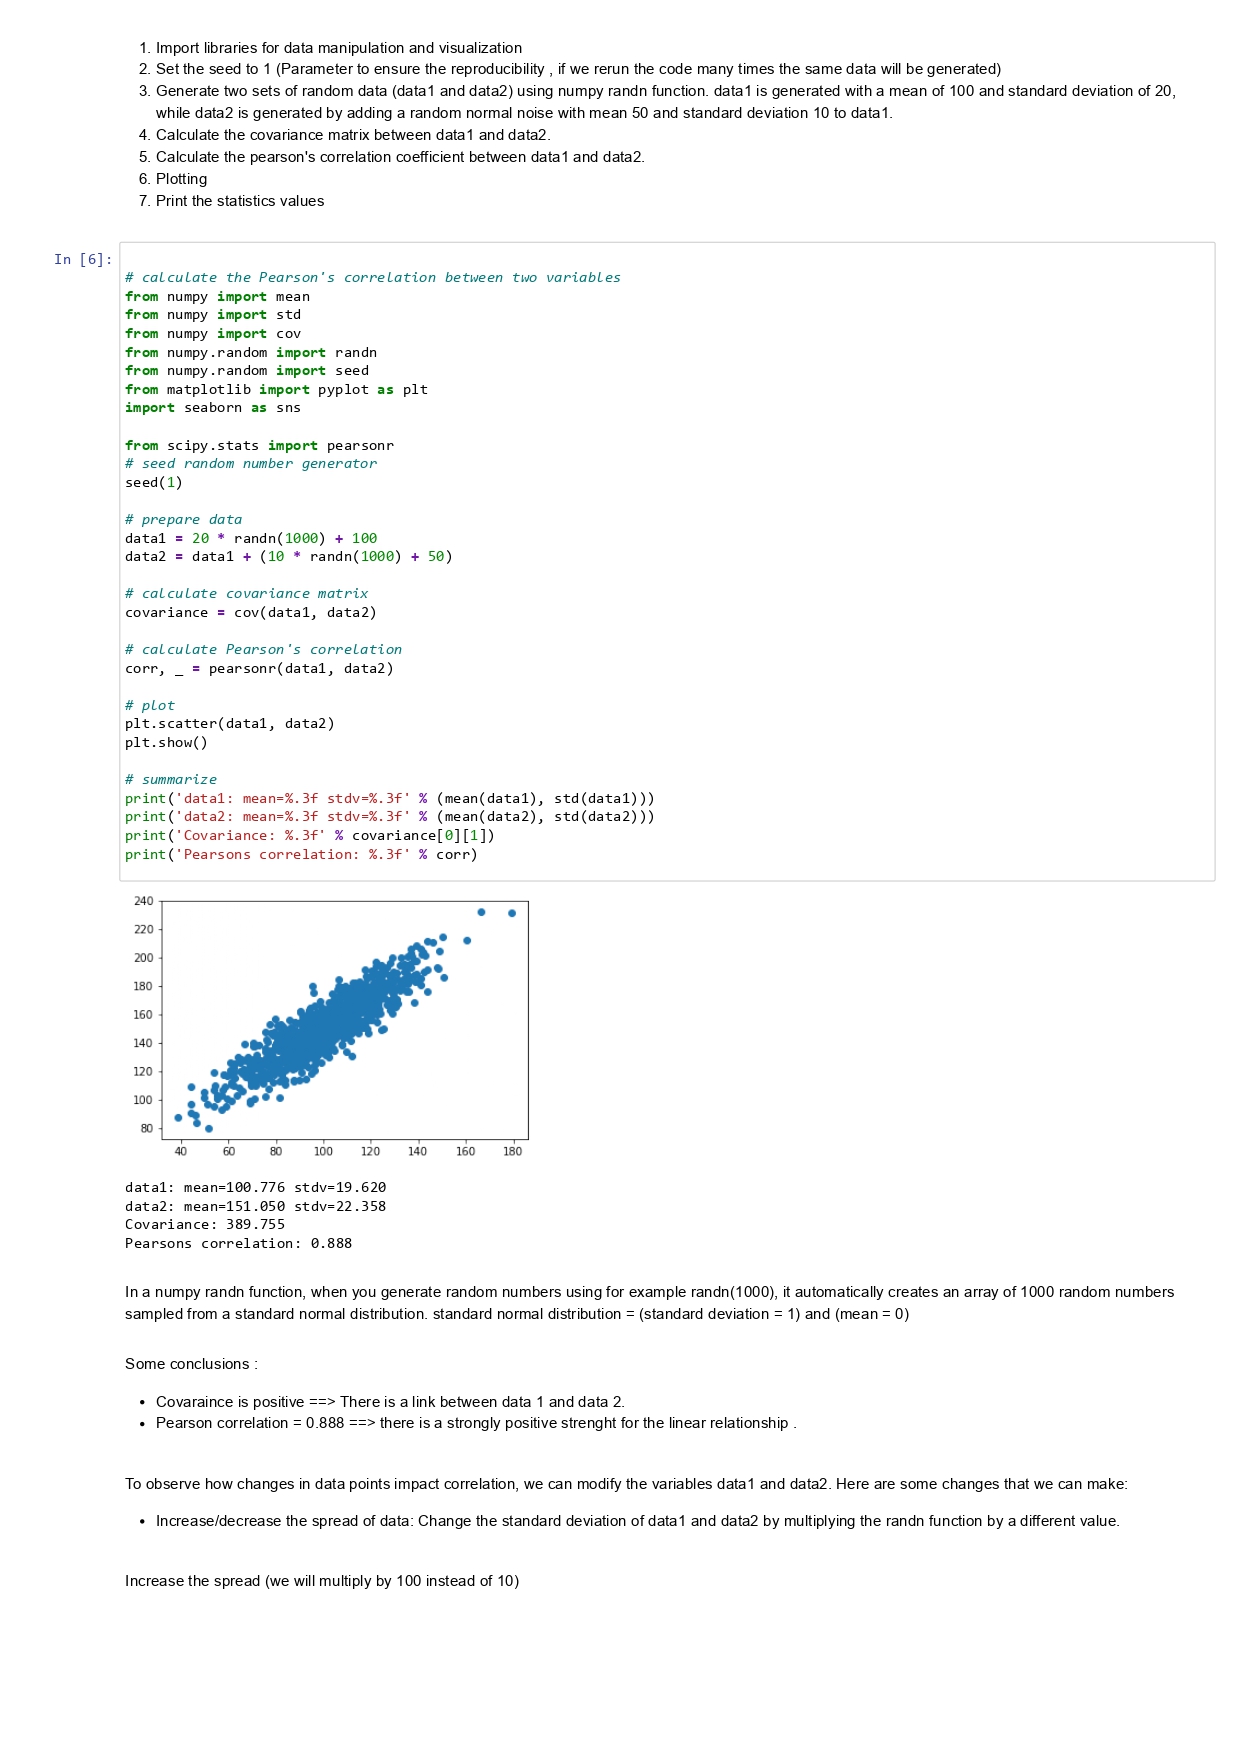 1. Import libraries for data manipulation and visualization
2. Set the seed to 1 (Parameter to ensure the reproducibility , if we rerun the code many times the same data will be generated)
3. Generate two sets of random data (data1 and data2) using numpy randn function. data1 is generated with a mean of 100 and standard deviation of 20,
while data2 is generated by adding a random normal noise with mean 50 and standard deviation 10 to data1.
4. Calculate the covariance matrix between data1 and data2.
5. Calculate the pearson's correlation coefficient between data1 and data2.
6. Plotting
7. Print the statistics values
In [6]:
# calculate the Pearson's correlation between two variables
from numpy import mean
from numpy import std
from numpy import cov
from numpy.random import randn
from numpy.random import seed
from matplotlib import pyplot as plt
import seaborn as sns
from scipy.stats import pearsonr
# seed random number generator
seed(1)
# prepare data
data1 = 20 * randn(1000) + 100
data2 = data1 + (10 * randn(1000) + 50)
# calculate covariance matrix
covariance = cov(data1, data2)
# calculate Pearson's correlation
corr, _ = pearsonr(data1, data2)
# plot
plt.scatter(data1, data2)
plt.show()
# summarize
print('data1: mean=%.3f stdv=%.3f' % (mean(data1), std(data1)))
print('data2: mean=%.3f stdv=%.3f' % (mean(data2), std(data2)))
print('Covariance: %.3f' % covariance[0][1])
print('Pearsons correlation: %.3f' % corr)
240
220
200
180
160
140
120
100
80
40 60 80 100 120 140 160 180
data1: mean=100.776 stdv=19.620
data2: mean=151.050 stdv=22.358
Covariance: 389.755
Pearsons correlation: 0.888
In a numpy randn function, when you generate random numbers using for example randn(1000), it automatically creates an array of 1000 random numbers
sampled from a standard normal distribution. standard normal distribution = (standard deviation = 1) and (mean = 0)
Some conclusions :
• Covaraince is positive ==> There is a link between data 1 and data 2.
• Pearson correlation = 0.888 ==> there is a strongly positive strenght for the linear relationship .
To observe how changes in data points impact correlation, we can modify the variables data1 and data2. Here are some changes that we can make:
• Increase/decrease the spread of data: Change the standard deviation of data1 and data2 by multiplying the randn function by a different value.
Increase the spread (we will multiply by 100 instead of 10)